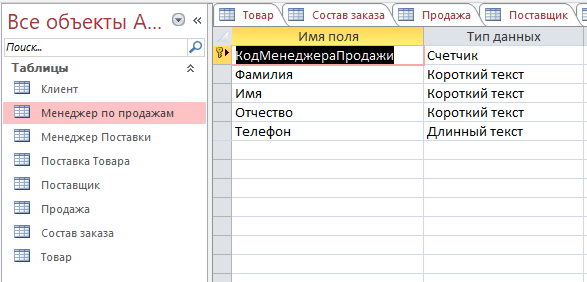 Все объекты A...
Поиск...
Таблицы
Клиент
Менеджер по продажам
Менеджер Поставки
Поставка Товара
Поставщик
Продажа
Состав заказа
Товар
Товар Состав заказа Продажа Поставщик
Имя поля Тип данных
КодМенеджераПродажи Счетчик
Фамилия Короткий текст
Имя Короткий текст
Отчество Короткий текст
Телефон Длинный текст